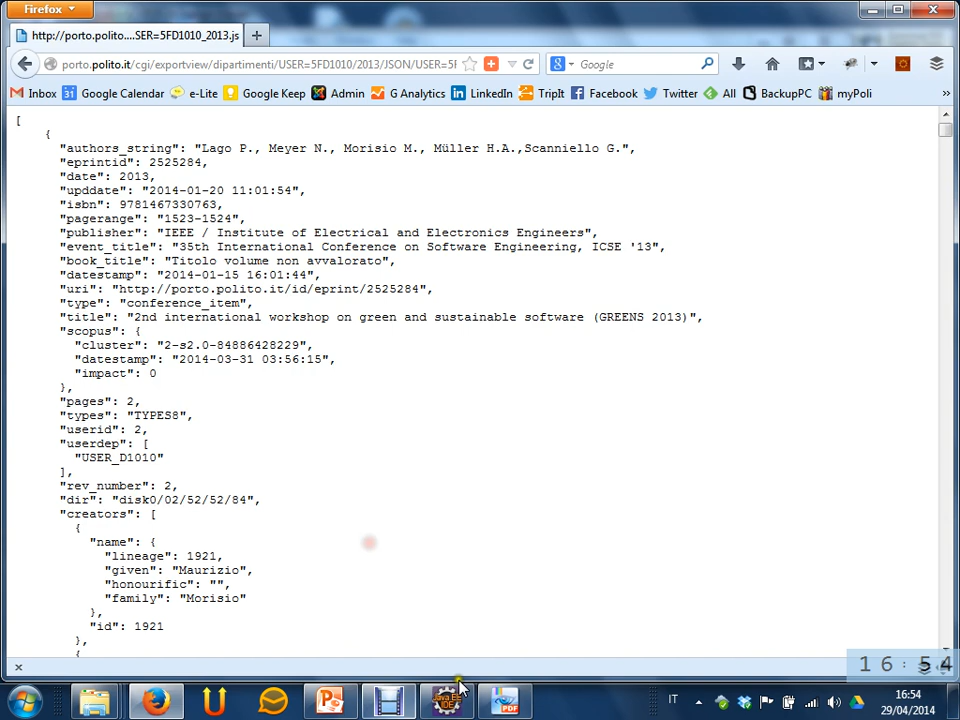 Firefox
http://porto.polito.it/...SER=5FD1010_2013.js
porto.polito.it/cgi/exportview/dipartimenti/USER=5FD1010/2013/JSON/USER=5F
Google
Inbox Google Calendar e-Lite Google Keep Admin G Analytics LinkedIn TripIt Facebook Twitter All BackupPC myPoli »
[
{
"authors_string": "Lago P., Meyer N., Morisio M., Müller H.A.,Scanniello G.",
"eprintid": 2525284,
"date": 2013,
"upddate": "2014-01-20 11:01:54",
"isbn": 9781467330763,
"pagerange": "1523-1524",
"publisher": "IEEE / Institute of Electrical and Electronics Engineers",
"event_title": "35th International Conference on Software Engineering, ICSE '13",
"book_title": "Titolo volume non avvalorato",
"datestamp": "2014-01-15 16:01:44",
"uri": "http://porto.polito.it/id/eprint/2525284",
"type": "conference_item",
"title": "2nd international workshop on green and sustainable software (GREENS 2013)",
"scopus": {
"cluster": "2-s2.0-84886428229",
"datestamp": "2014-03-31 03:56:15",
"impact": 0
},
"pages": 2,
"types": "TYPES8",
"userid": 2,
"userdep": [
"USER_D1010"
],
"rev_number": 2,
"dir": "disk0/02/52/52/84",
"creators": [
{
"name": {
"lineage": 1921,
"given": "Maurizio",
"honourific": "",
"family": "Morisio"
},
"id": 1921
},
{
16:54
Java EE
IDE
PDF
IT
16:54
29/04/2014